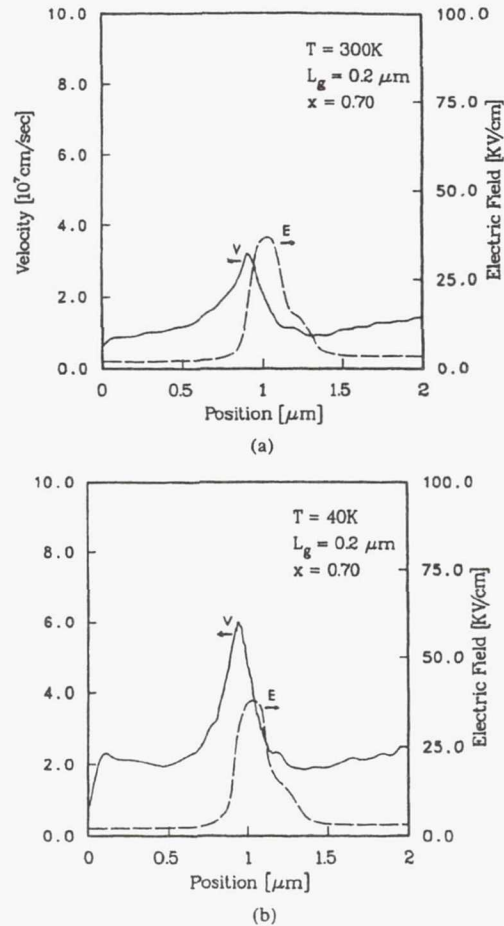 10.0
8.0
6.0
4.0
2.0
0.0
Velocity [10⁷cm/sec]
T = 300K
L_g = 0.2 μm
x = 0.70
V
E
100.0
75.0
50.0
25.0
0.0
Electric Field [KV/cm]
0 0.5 1 1.5 2
Position [μm]
(a)
10.0
8.0
6.0
4.0
2.0
0.0
Velocity [10⁷cm/sec]
T = 40K
L_g = 0.2 μm
x = 0.70
V
E
100.0
75.0
50.0
25.0
0.0
Electric Field [KV/cm]
0 0.5 1 1.5 2
Position [μm]
(b)